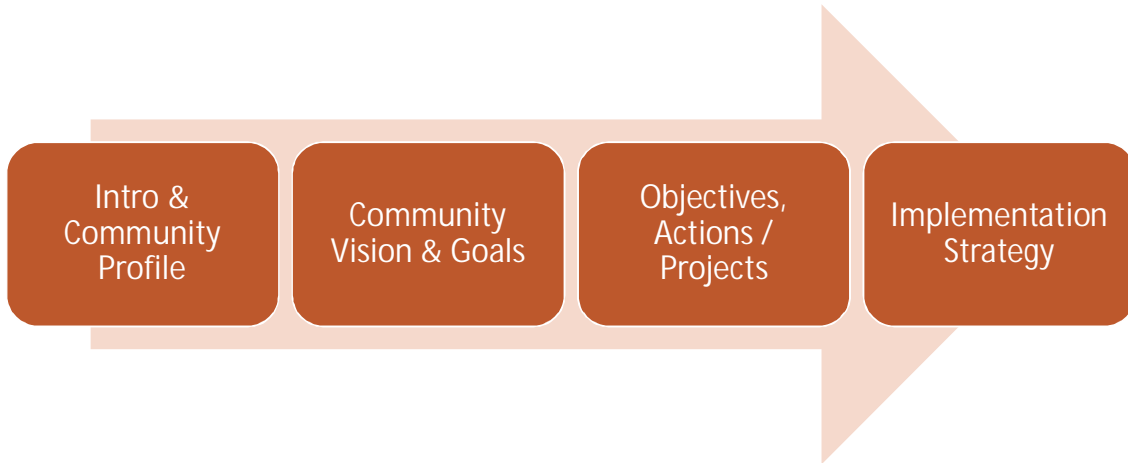 Intro &
Community
Profile
Community
Vision & Goals
Objectives,
Actions /
Projects
Implementation
Strategy